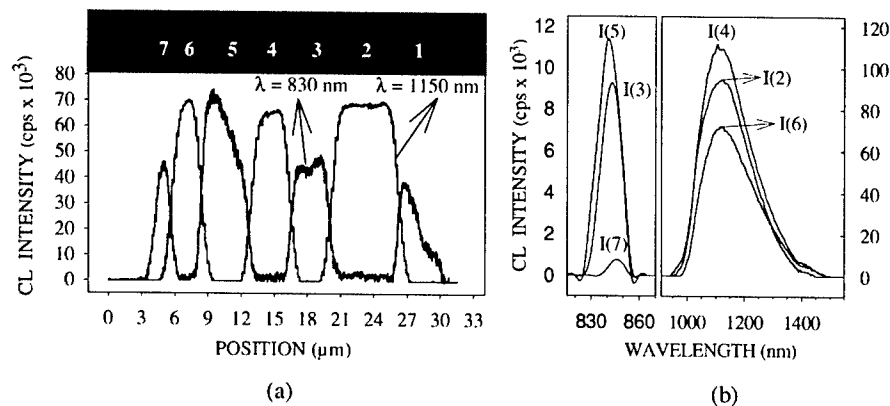 7 6 5 4 3 2 1
80
70
60
50
40
30
20
10
0
CL INTENSITY (cps x 10³)
λ = 830 nm
λ = 1150 nm
0 3 6 9 12 15 18 21 24 27 30 33
POSITION (µm)
(a)
12
10
8
6
4
2
0
CL INTENSITY (cps x 10⁻³)
I(5)
I(3)
I(7)
I(4)
I(2)
I(6)
120
100
80
60
40
20
0
830 860 1000 1200 1400
WAVELENGTH (nm)
(b)